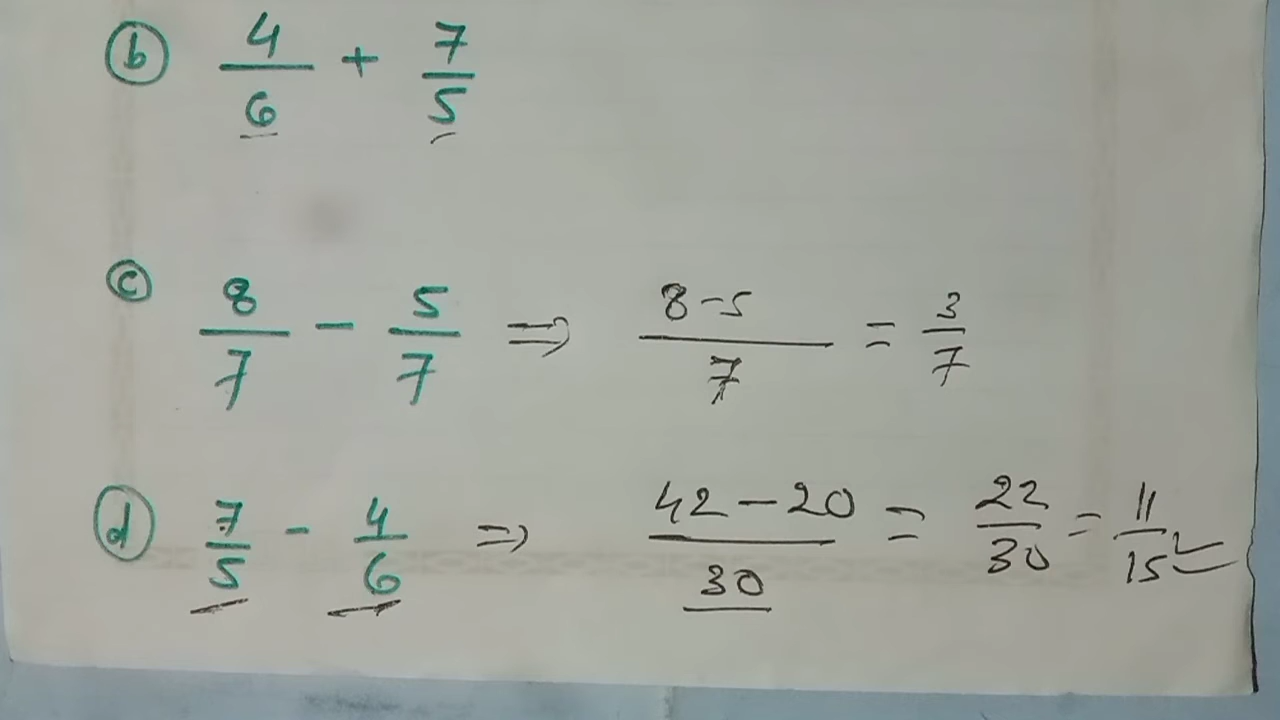 (b) 4/6 + 7/5
(c) 8/7 - 5/7 ⇒ 8-5/7 = 3/7
(d) 7/5 - 4/6 ⇒ 42-20/30 = 22/30 = 11/15